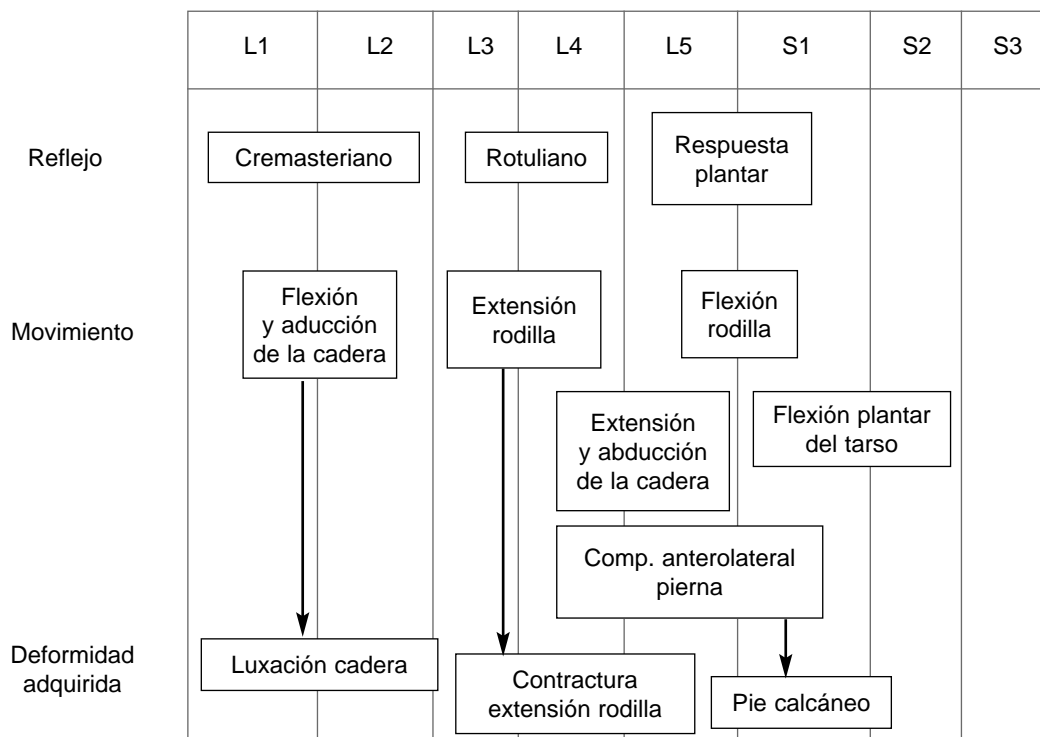 L1 L2 L3 L4 L5 S1 S2 S3
Reflejo
Cremasteriano
Rotuliano
Respuesta
plantar
Movimiento
Flexión
y aducción
de la cadera
Extensión
rodilla
Flexión
rodilla
Extensión
y abducción
de la cadera
Flexión plantar
del tarso
Comp. anterolateral
pierna
Deformidad
adquirida
Luxación cadera
Contractura
extensión rodilla
Pie calcáneo